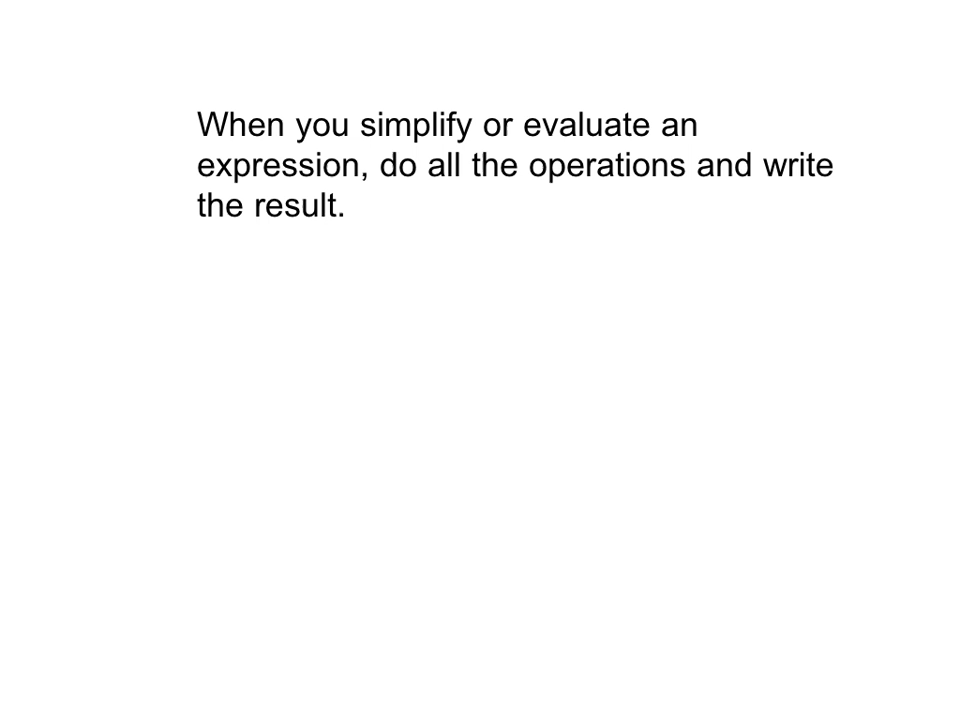 When you simplify or evaluate an
expression, do all the operations and write
the result.